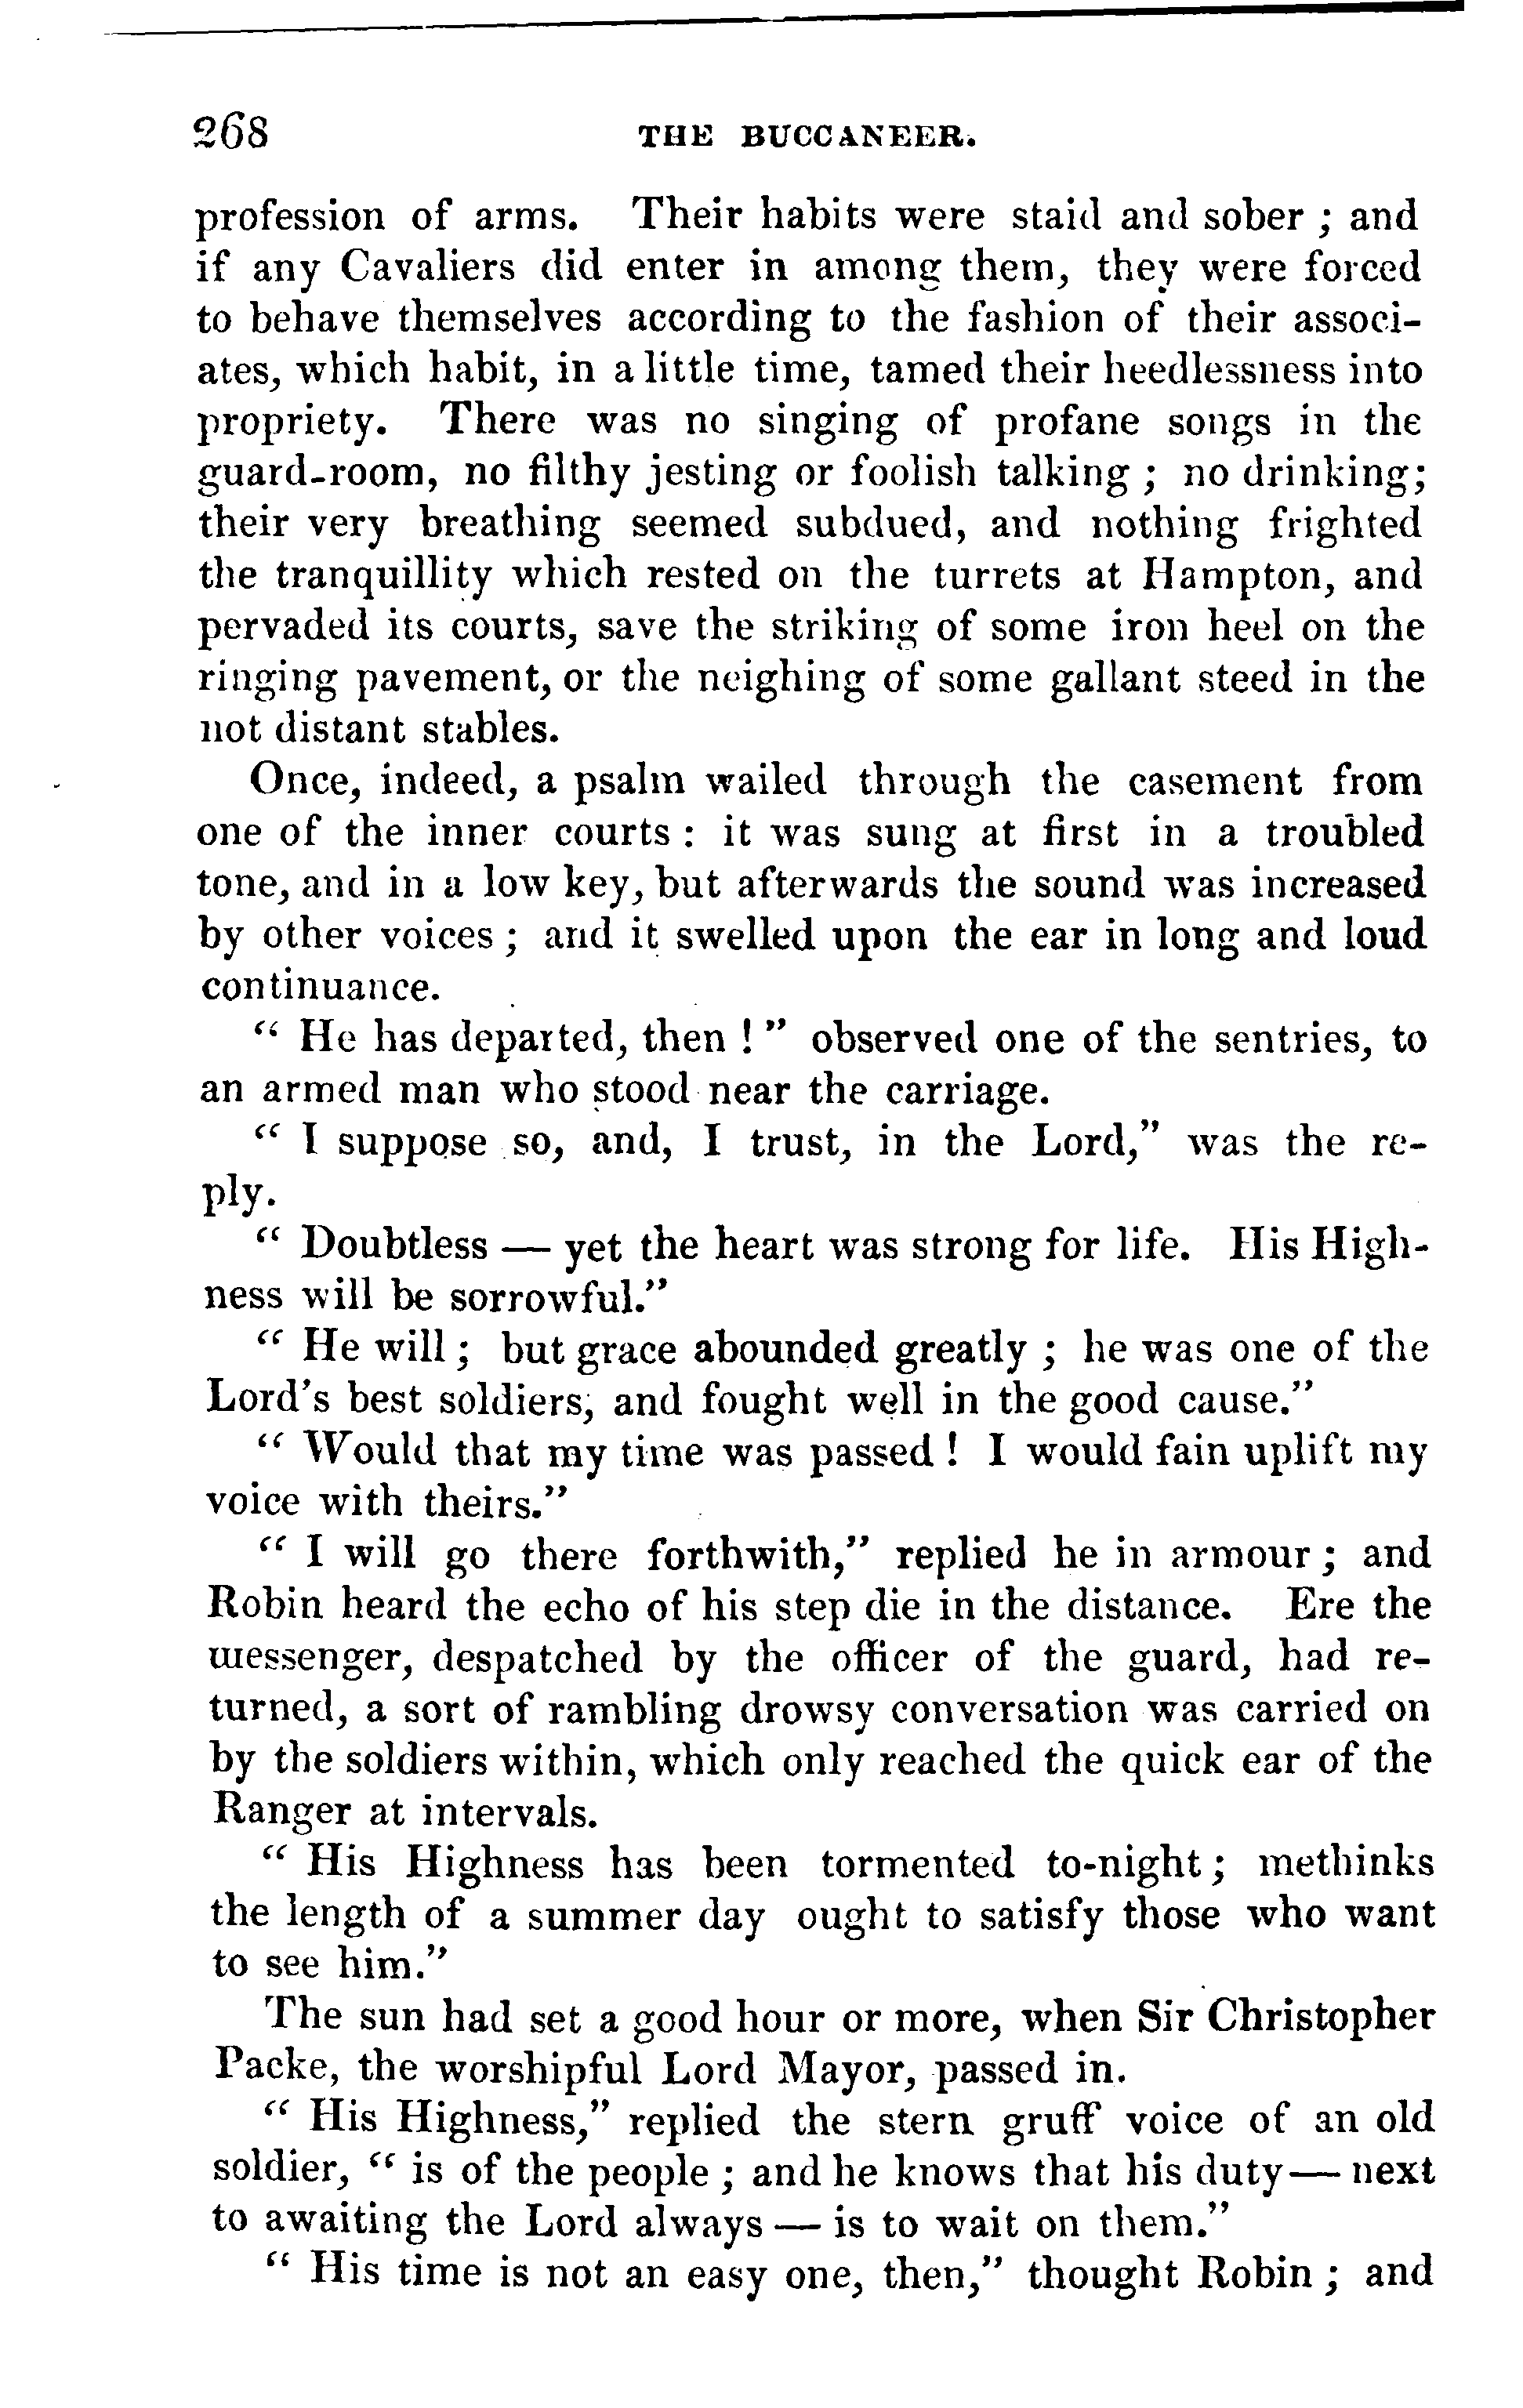 268 THE BUCCANEER.
profession of arms. Their habits were staid and sober ; and
if any Cavaliers did enter in among them, they were forced
to behave themselves according to the fashion of their associ-
ates, which habit, in a little time, tamed their heedlessness into
propriety. There was no singing of profane songs in the
guard-room, no filthy jesting or foolish talking ; no drinking;
their very breathing seemed subdued, and nothing frighted
the tranquillity which rested on the turrets at Hampton, and
pervaded its courts, save the striking of some iron heel on the
ringing pavement, or the neighing of some gallant steed in the
not distant stables.
Once, indeed, a psalm wailed through the casement from
one of the inner courts : it was sung at first in a troubled
tone, and in a low key, but afterwards the sound was increased
by other voices ; and it swelled upon the ear in long and loud
continuance.
“ He has departed, then ! ” observed one of the sentries, to
an armed man who stood near the carriage.
“ I suppose so, and, I trust, in the Lord,” was the re-
ply.
“ Doubtless — yet the heart was strong for life. His High-
ness will be sorrowful.”
“ He will ; but grace abounded greatly ; he was one of the
Lord's best soldiers, and fought well in the good cause.”
“ Would that my time was passed ! I would fain uplift my
voice with theirs.”
“ I will go there forthwith,” replied he in armour ; and
Robin heard the echo of his step die in the distance. Ere the
messenger, despatched by the officer of the guard, had re-
turned, a sort of rambling drowsy conversation was carried on
by the soldiers within, which only reached the quick ear of the
Ranger at intervals.
“ His Highness has been tormented to-night ; methinks
the length of a summer day ought to satisfy those who want
to see him.”
The sun had set a good hour or more, when Sir Christopher
Packe, the worshipful Lord Mayor, passed in.
“ His Highness,” replied the stern gruff voice of an old
soldier, “ is of the people ; and he knows that his duty — next
to awaiting the Lord always — is to wait on them.”
“ His time is not an easy one, then,” thought Robin ; and